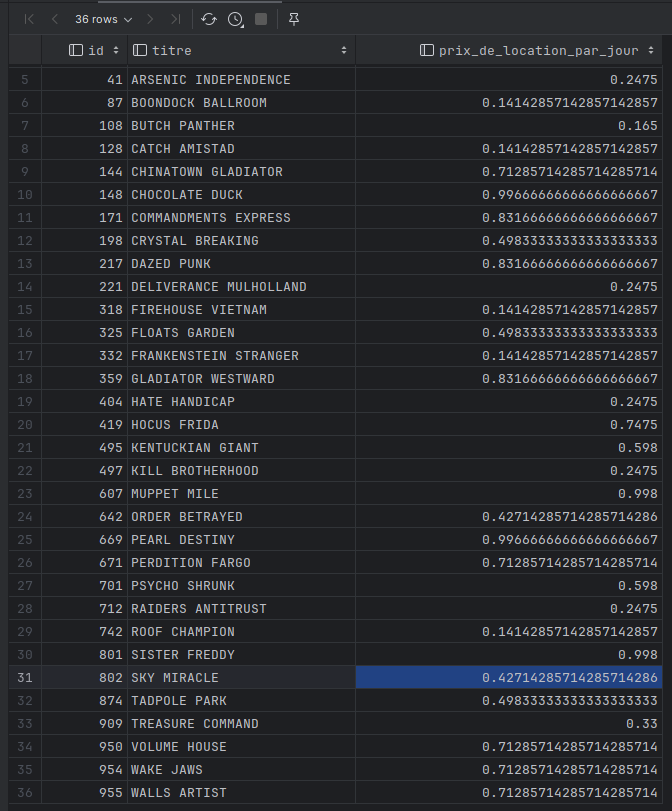 36 rows
id titre prix_de_location_par_jour
5 41 ARSENIC INDEPENDENCE 0.2475
6 87 BOONDOCK BALLROOM 0.14142857142857142857
7 108 BUTCH PANTHER 0.165
8 128 CATCH AMISTAD 0.14142857142857142857
9 144 CHINATOWN GLADIATOR 0.71285714285714285714
10 148 CHOCOLATE DUCK 0.99666666666666666667
11 171 COMMANDMENTS EXPRESS 0.83166666666666666667
12 198 CRYSTAL BREAKING 0.49833333333333333333
13 217 DAZED PUNK 0.83166666666666666667
14 221 DELIVERANCE MULHOLLAND 0.2475
15 318 FIREHOUSE VIETNAM 0.14142857142857142857
16 325 FLOATS GARDEN 0.49833333333333333333
17 332 FRANKENSTEIN STRANGER 0.14142857142857142857
18 359 GLADIATOR WESTWARD 0.83166666666666666667
19 404 HATE HANDICAP 0.2475
20 419 HOCUS FRIDA 0.7475
21 495 KENTUCKIAN GIANT 0.598
22 497 KILL BROTHERHOOD 0.2475
23 607 MUPPET MILE 0.998
24 642 ORDER BETRAYED 0.42714285714285714286
25 669 PEARL DESTINY 0.99666666666666666667
26 671 PERDITION FARGO 0.71285714285714285714
27 701 PSYCHO SHRUNK 0.598
28 712 RAIDERS ANTITRUST 0.2475
29 742 ROOF CHAMPION 0.14142857142857142857
30 801 SISTER FREDDY 0.998
31 802 SKY MIRACLE 0.42714285714285714286
32 874 TADPOLE PARK 0.49833333333333333333
33 909 TREASURE COMMAND 0.33
34 950 VOLUME HOUSE 0.71285714285714285714
35 954 WAKE JAWS 0.71285714285714285714
36 955 WALLS ARTIST 0.71285714285714285714